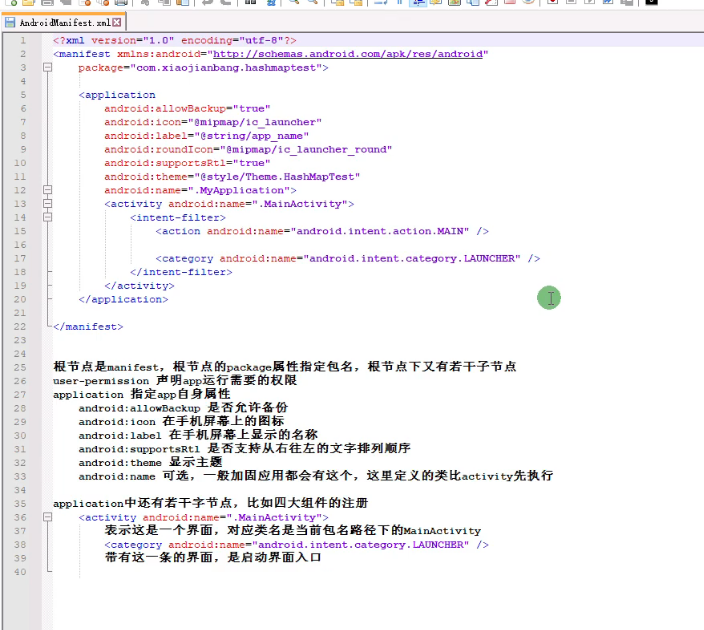 AndroidManifest.xml
1 <?xml version="1.0" encoding="utf-8"?>
2 <manifest xmlns:android="http://schemas.android.com/apk/res/android"
3 package="com.xiaojianbang.hashmaptest">
4
5 <application
6 android:allowBackup="true"
7 android:icon="@mipmap/ic_launcher"
8 android:label="@string/app_name"
9 android:roundIcon="@mipmap/ic_launcher_round"
10 android:supportsRtl="true"
11 android:theme="@style/Theme.HashMapTest"
12 android:name=".MyApplication">
13 <activity android:name=".MainActivity">
14 <intent-filter>
15 <action android:name="android.intent.action.MAIN" />
16
17 <category android:name="android.intent.category.LAUNCHER" />
18 </intent-filter>
19 </activity>
20 </application>
21
22 </manifest>
23
24
25 根节点是manifest，根节点的package属性指定包名，根节点下又有若干子节点
26 user-permission 声明app运行需要的权限
27 application 指定app自身属性
28 android:allowBackup 是否允许备份
29 android:icon 在手机屏幕上的图标
30 android:label 在手机屏幕上显示的名称
31 android:supportsRtl 是否支持从右往左的文字排列顺序
32 android:theme 显示主题
33 android:name 可选，一般加固应用都会有这个，这里定义的类比activity先执行
34
35 application中还有若干字节点，比如四大组件的注册
36 <activity android:name=".MainActivity">
37 表示这是一个界面，对应类名是当前包名路径下的MainActivity
38 <category android:name="android.intent.category.LAUNCHER" />
39 带有这一条的界面，是启动界面入口
40